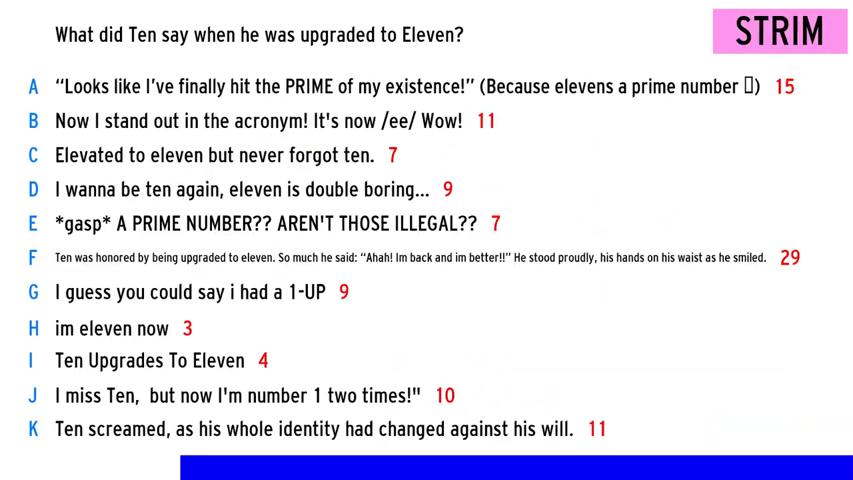 What did Ten say when he was upgraded to Eleven?
STRIM
A “Looks like I’ve finally hit the PRIME of my existence!” (Because elevens a prime number ▯) 15
B Now I stand out in the acronym! It's now /ee/ Wow! 11
C Elevated to eleven but never forgot ten. 7
D I wanna be ten again, eleven is double boring... 9
E *gasp* A PRIME NUMBER?? AREN'T THOSE ILLEGAL?? 7
F Ten was honored by being upgraded to eleven. So much he said: “Ahah! Im back and im better!!” He stood proudly, his hands on his waist as he smiled. 29
G I guess you could say i had a 1-UP 9
H im eleven now 3
I Ten Upgrades To Eleven 4
J I miss Ten, but now I'm number 1 two times!" 10
K Ten screamed, as his whole identity had changed against his will. 11